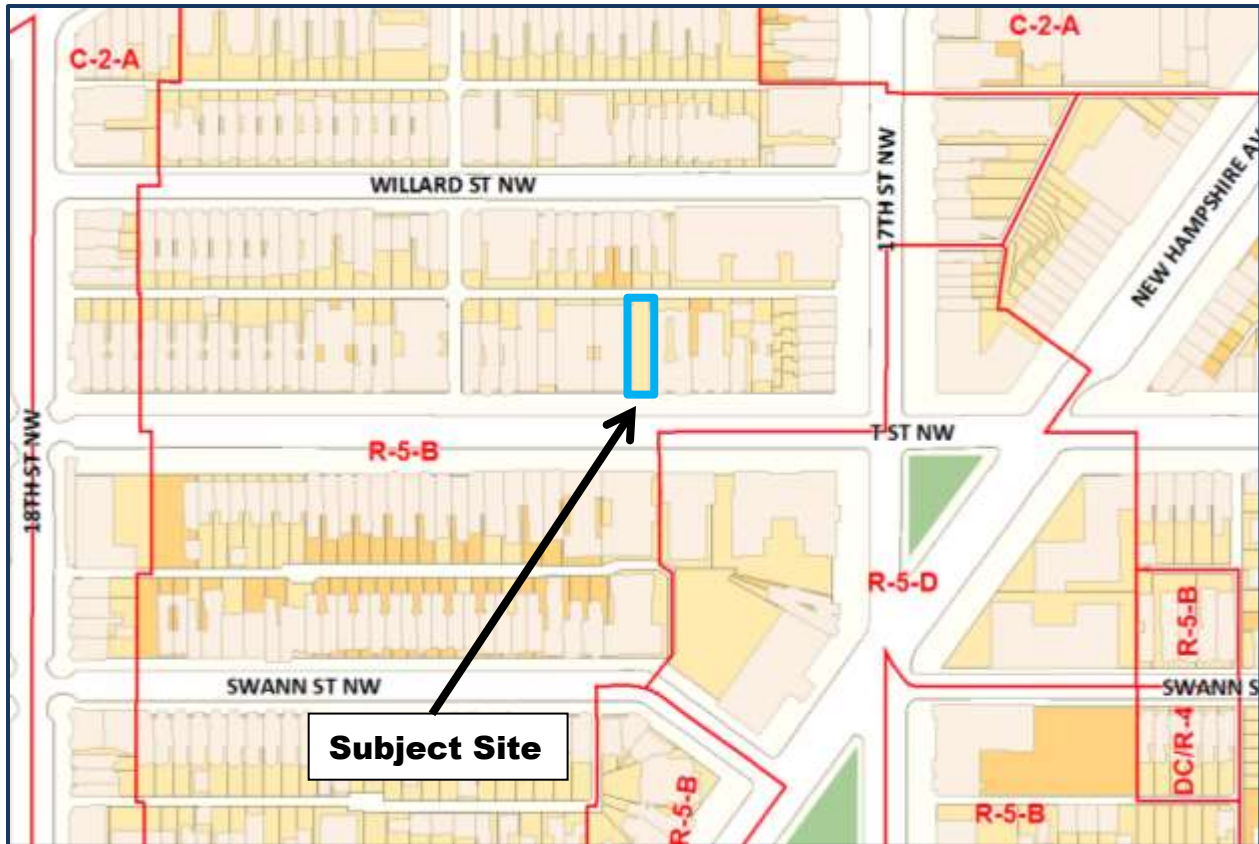 C-2-A
C-2-A
WILLARD ST NW
17TH ST NW
NEW HAMPSHIRE AV
18TH ST NW
R-5-B
T ST NW
R-5-D
R-5-B
SWANN ST NW
SWANN S
Subject Site
DC/R-4
R-5-B
R-5-B